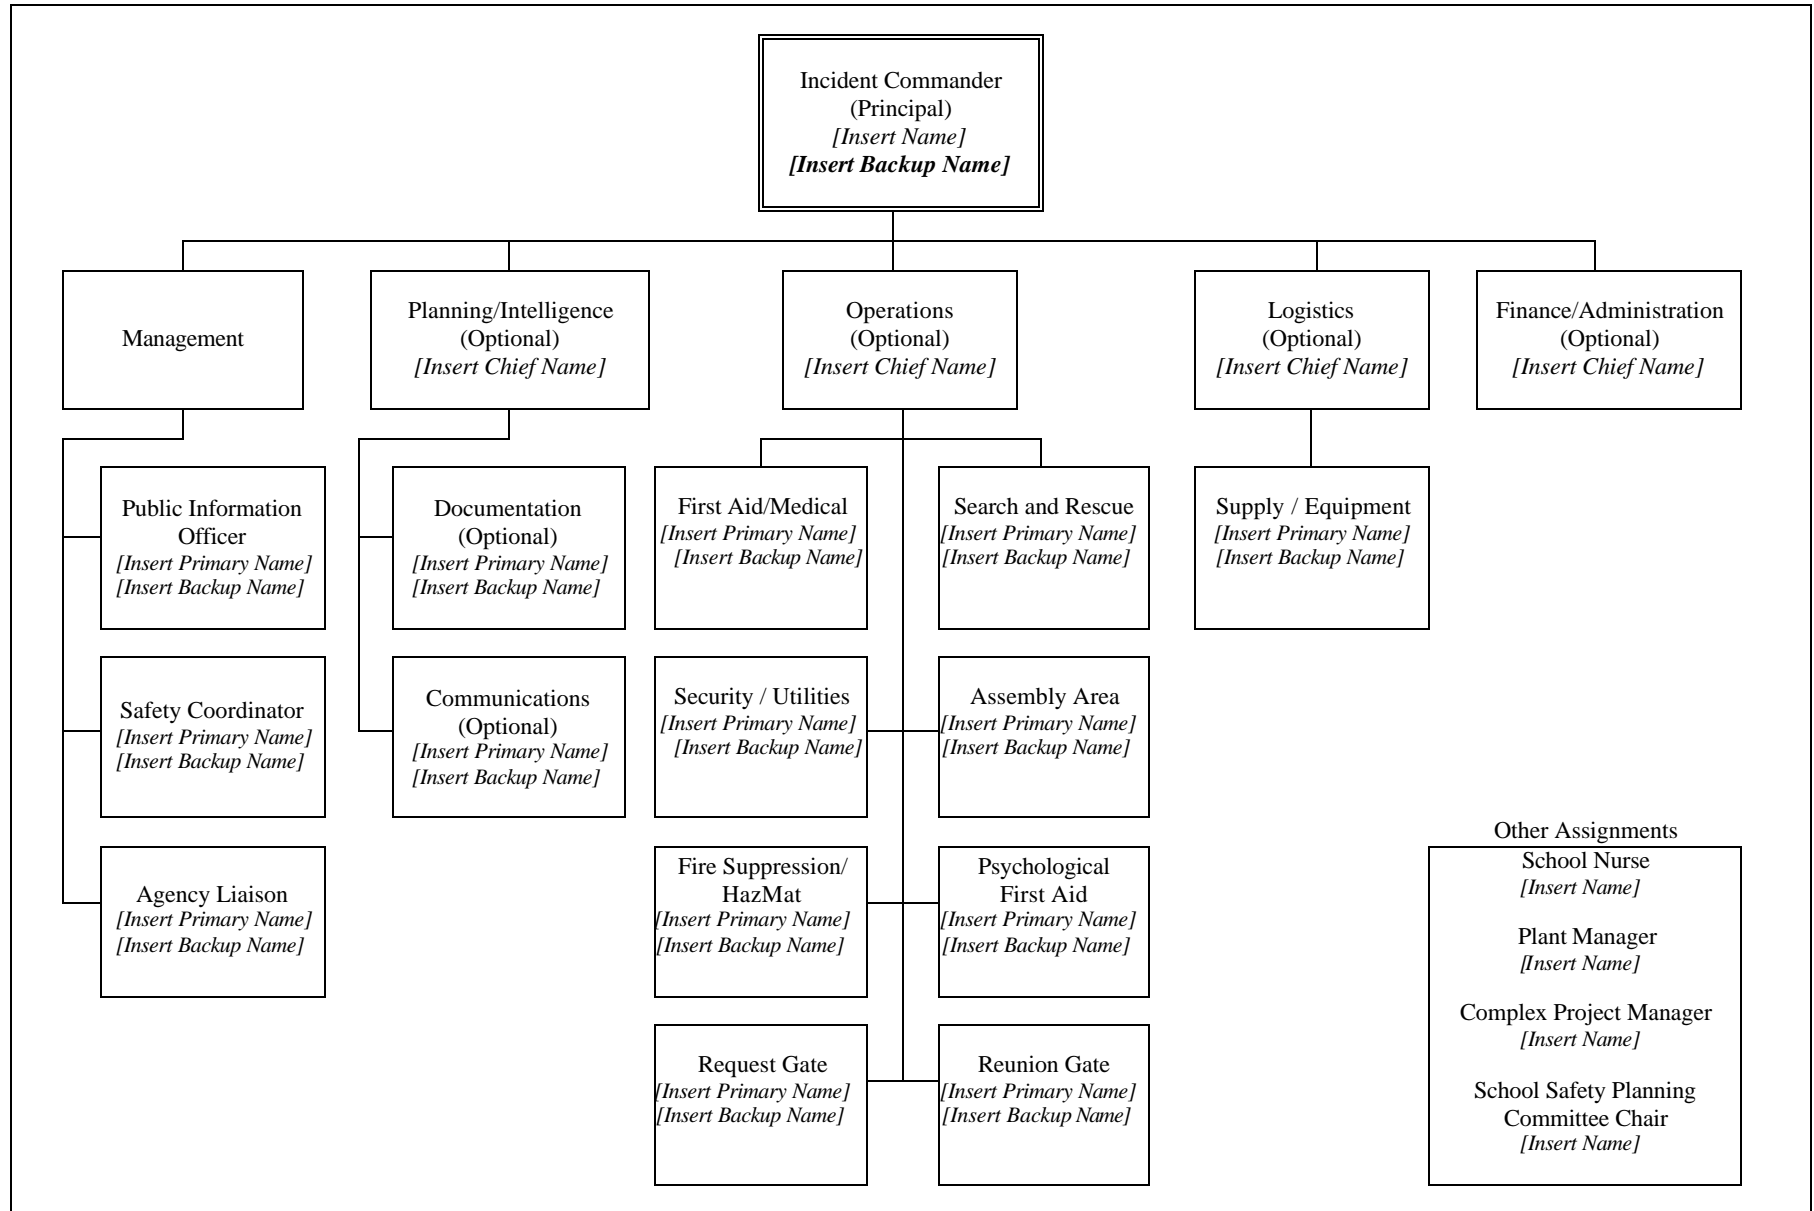 Incident Commander
(Principal)
[Insert Name]
[Insert Backup Name]
Management
Planning/Intelligence
(Optional)
[Insert Chief Name]
Operations
(Optional)
[Insert Chief Name]
Logistics
(Optional)
[Insert Chief Name]
Finance/Administration
(Optional)
[Insert Chief Name]
Public Information
Officer
[Insert Primary Name]
[Insert Backup Name]
Documentation
(Optional)
[Insert Primary Name]
[Insert Backup Name]
First Aid/Medical
[Insert Primary Name]
[Insert Backup Name]
Search and Rescue
[Insert Primary Name]
[Insert Backup Name]
Supply / Equipment
[Insert Primary Name]
[Insert Backup Name]
Safety Coordinator
[Insert Primary Name]
[Insert Backup Name]
Communications
(Optional)
[Insert Primary Name]
[Insert Backup Name]
Security / Utilities
[Insert Primary Name]
[Insert Backup Name]
Assembly Area
[Insert Primary Name]
[Insert Backup Name]
Agency Liaison
[Insert Primary Name]
[Insert Backup Name]
Fire Suppression/
HazMat
[Insert Primary Name]
[Insert Backup Name]
Psychological
First Aid
[Insert Primary Name]
[Insert Backup Name]
Request Gate
[Insert Primary Name]
[Insert Backup Name]
Reunion Gate
[Insert Primary Name]
[Insert Backup Name]
Other Assignments
School Nurse
[Insert Name]
Plant Manager
[Insert Name]
Complex Project Manager
[Insert Name]
School Safety Planning
Committee Chair
[Insert Name]